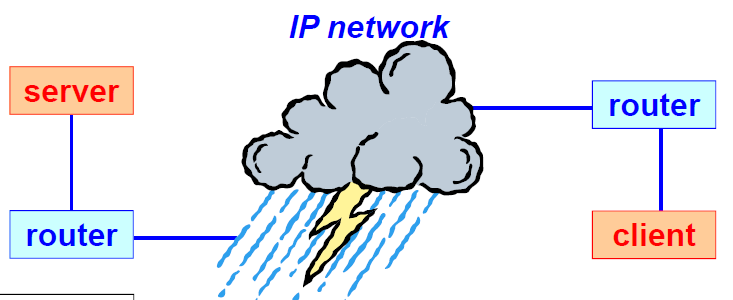 IP network
server
router
router
client